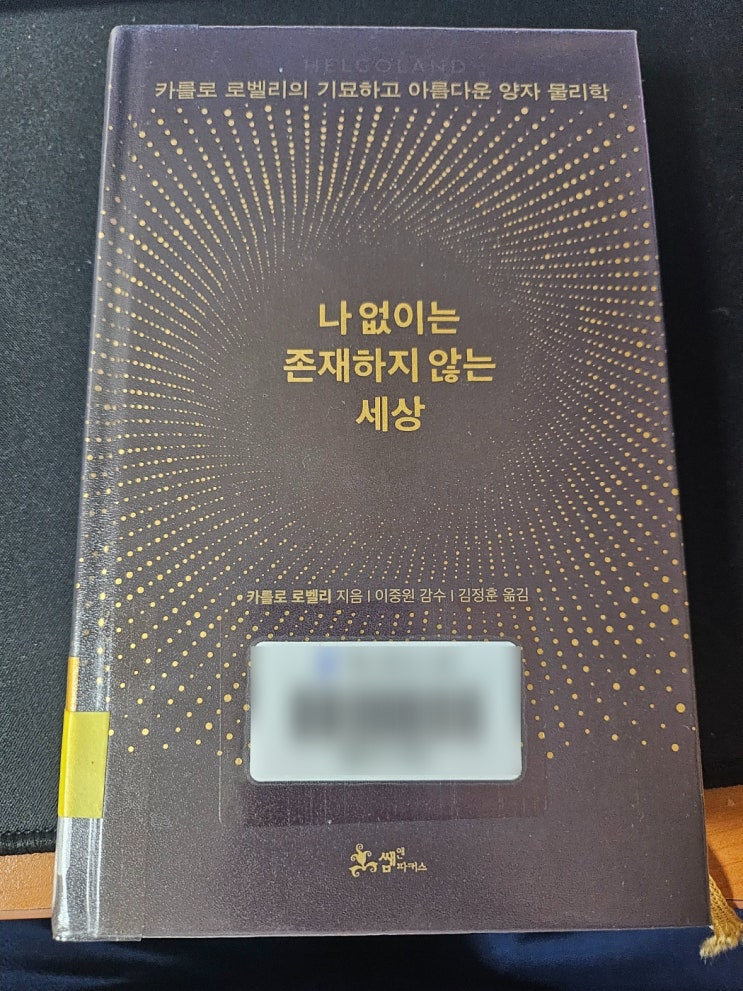 HELGOLAND
카를로 로벨리의 기묘하고 아름다운 양자 물리학
나 없이는
존재하지 않는
세상
카를로 로벨리 지음 | 이중원 감수 | 김정훈 옮김
쌤앤파커스